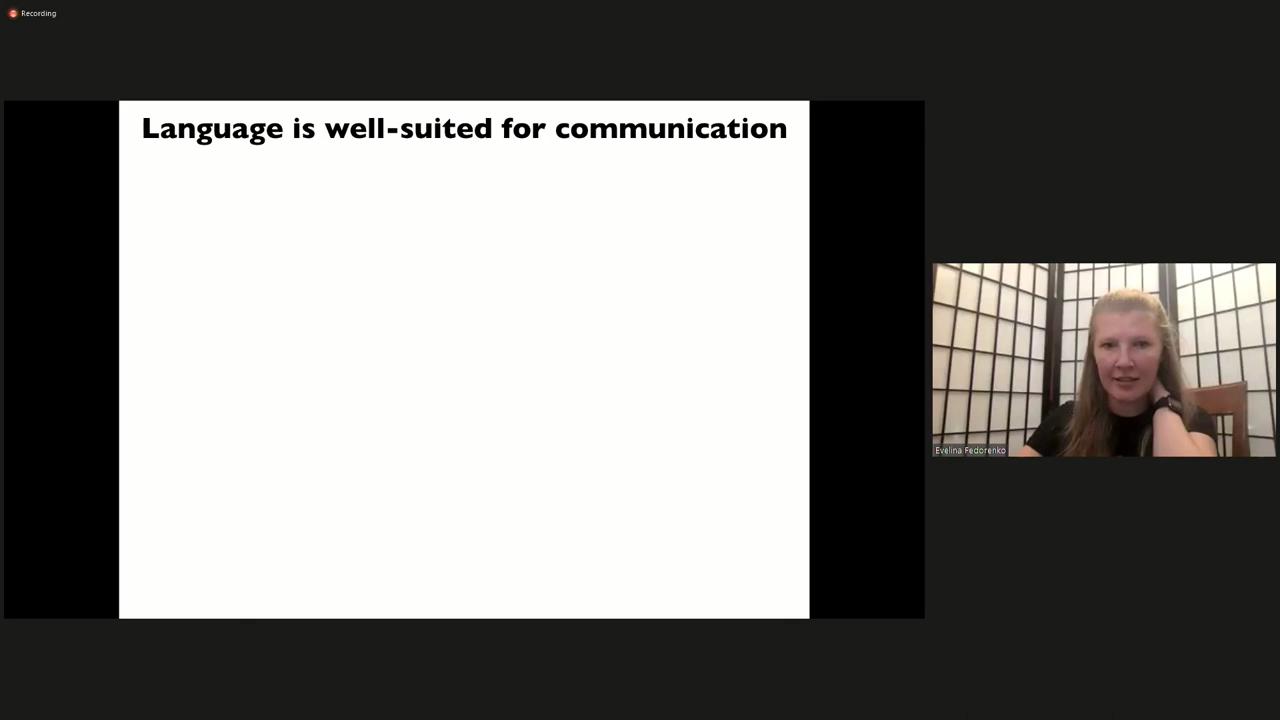 Recording
Language is well-suited for communication
Evelina Fedorenko